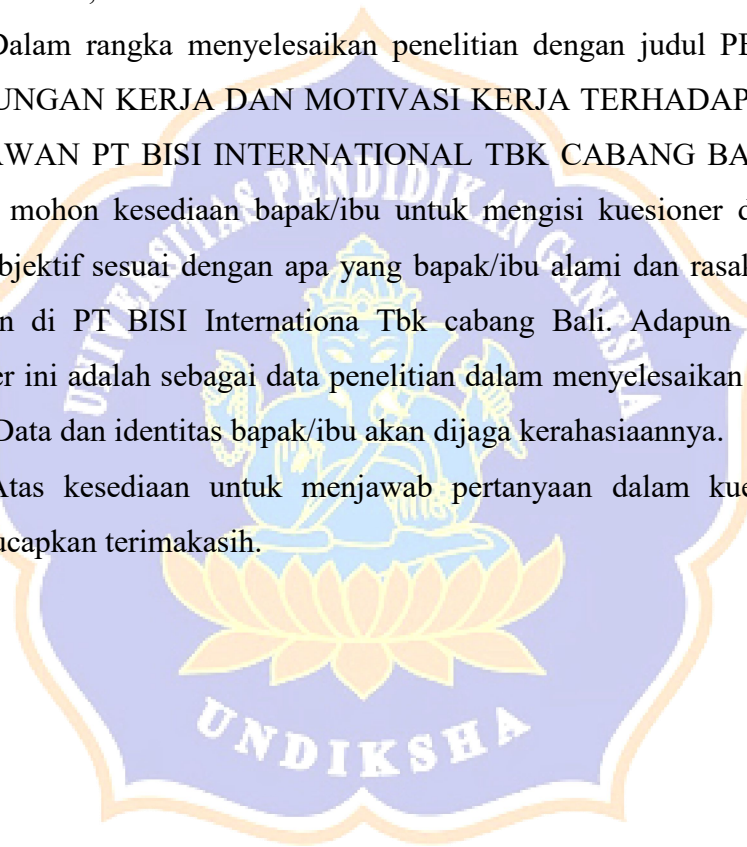 Dalam rangka menyelesaikan penelitian dengan judul PE
UNGAN KERJA DAN MOTIVASI KERJA TERHADAP
AWAN PT BISI INTERNATIONAL TBK CABANG BA
mohon kesediaan bapak/ibu untuk mengisi kuesioner d
bjektif sesuai dengan apa yang bapak/ibu alami dan rasak
n di PT BISI Internationa Tbk cabang Bali. Adapun
er ini adalah sebagai data penelitian dalam menyelesaikan
Data dan identitas bapak/ibu akan dijaga kerahasiaannya.
Atas kesediaan untuk menjawab pertanyaan dalam kue
ucapkan terimakasih.
UNIVERSITAS PENDIDIKAN GANESHA
UNDIKSHA